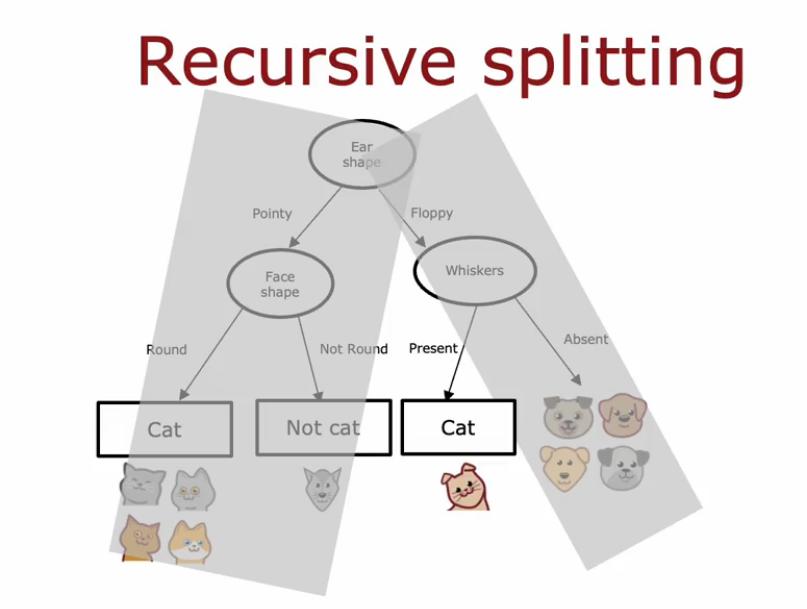 Recursive splitting
Ear
shape
Pointy
Floppy
Face
shape
Whiskers
Round
Not Round
Present
Absent
Cat
Not cat
Cat